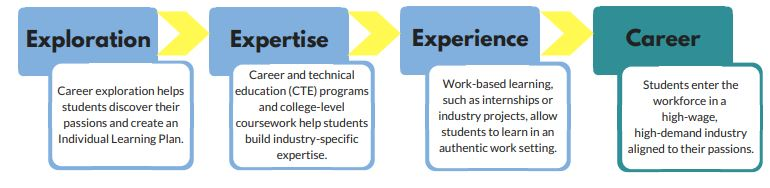 Exploration
Career exploration helps
students discover their
passions and create an
Individual Learning Plan.
Expertise
Career and technical
education (CTE) programs
and college-level
coursework help students
build industry-specific
expertise.
Experience
Work-based learning,
such as internships or
industry projects, allow
students to learn in an
authentic work setting.
Career
Students enter the
workforce in a
high-wage,
high-demand industry
aligned to their passions.